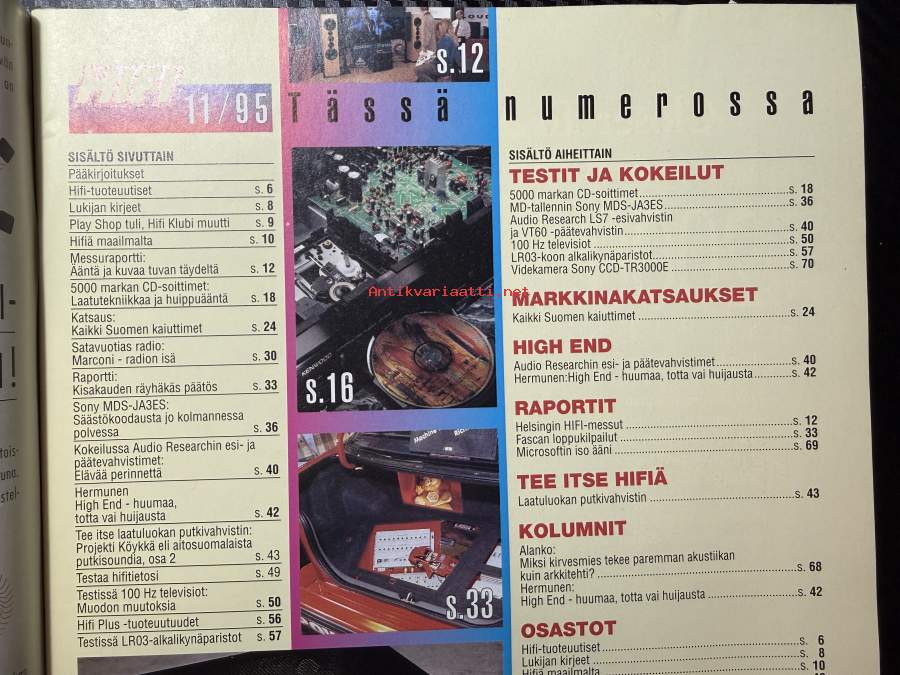 s.12
HIFI
11/95
Tässä numerossa
SISÄLTÖ SIVUTTAIN
Pääkirjoitukset
Hifi-tuoteuutiset s. 6
Lukijan kirjeet s. 8
Play Shop tuli, Hifi Klubi muutti s. 9
Hifiä maailmalta s. 10
Messuraportti:
Ääntä ja kuvaa tuvan täydeltä s. 12
5000 markan CD-soittimet:
Laatutekniikkaa ja huippuääntä s. 18
Katsaus:
Kaikki Suomen kaiuttimet s. 24
Satavuotias radio:
Marconi - radion isä s. 30
Raportti:
Kisakauden räyhäkäs päätös s. 33
Sony MDS-JA3ES:
Säästökoodausta jo kolmannessa
polvessa s. 36
Kokeilussa Audio Researchin esi- ja
päätevahvistimet:
Elävää perinnettä s. 40
Hermunen
High End - huumaa,
totta vai huijausta s. 42
Tee itse laatuluokan putkivahvistin:
Projekti Köykkä eli aitosuomalaista
putkisoundia, osa 2 s. 43
Testaa hifitietosi s. 49
Testissä 100 Hz televisiot:
Muodon muutoksia s. 50
Hifi Plus -tuoteuutuudet s. 56
Testissä LR03-alkalikynäparistot s. 57
KENWOOD
s.16
Machine
s.33
SISÄLTÖ AIHEITTAIN
TESTIT JA KOKEILUT
5000 markan CD-soittimet s. 18
MD-tallennin Sony MDS-JA3ES s. 36
Audio Research LS7 -esivahvistin
ja VT60 -päätevahvistin s. 40
100 Hz televisiot s. 50
LR03-koon alkalikynäparistot s. 57
Videokamera Sony CCD-TR3000E s. 70
MARKKINAKATSAUKSET
Kaikki Suomen kaiuttimet s. 24
HIGH END
Audio Researchin esi- ja päätevahvistimet s. 40
Hermunen:High End - huumaa, totta vai huijausta s. 42
RAPORTIT
Helsingin HIFI-messut s. 12
Fascan loppukilpailut s. 33
Microsoftin iso ääni s. 69
TEE ITSE HIFIÄ
Laatuluokan putkivahvistin s. 43
KOLUMNIT
Alanko:
Miksi kirvesmies tekee paremman akustiikan
kuin arkkitehti? s. 68
Hermunen:
High End - huumaa, totta vai huijausta s. 42
OSASTOT
Hifi-tuoteuutiset s. 6
Lukijan kirjeet s. 8
Hifiä maailmalta s. 10
Antikvariaatti.net